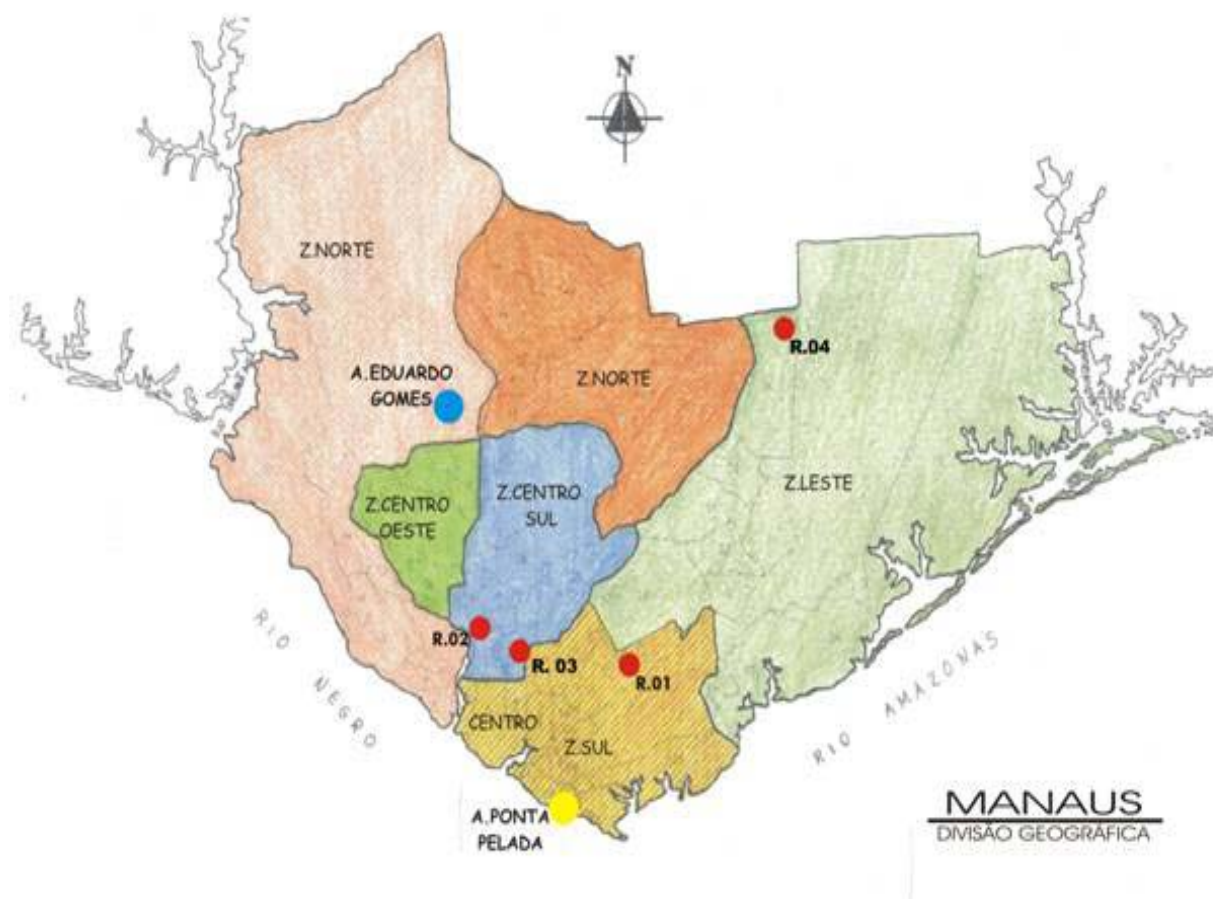 N
Z.NORTE
A.EDUARDO
GOMES
Z.NORTE
R.04
Z.LESTE
Z.CENTRO
OESTE
Z.CENTRO
SUL
R.02
R. 03
R.01
RIO NEGRO
RIO AMAZONAS
CENTRO
Z.SUL
A.PONTA
PELADA
MANAUS
DIVISÃO GEOGRÁFICA